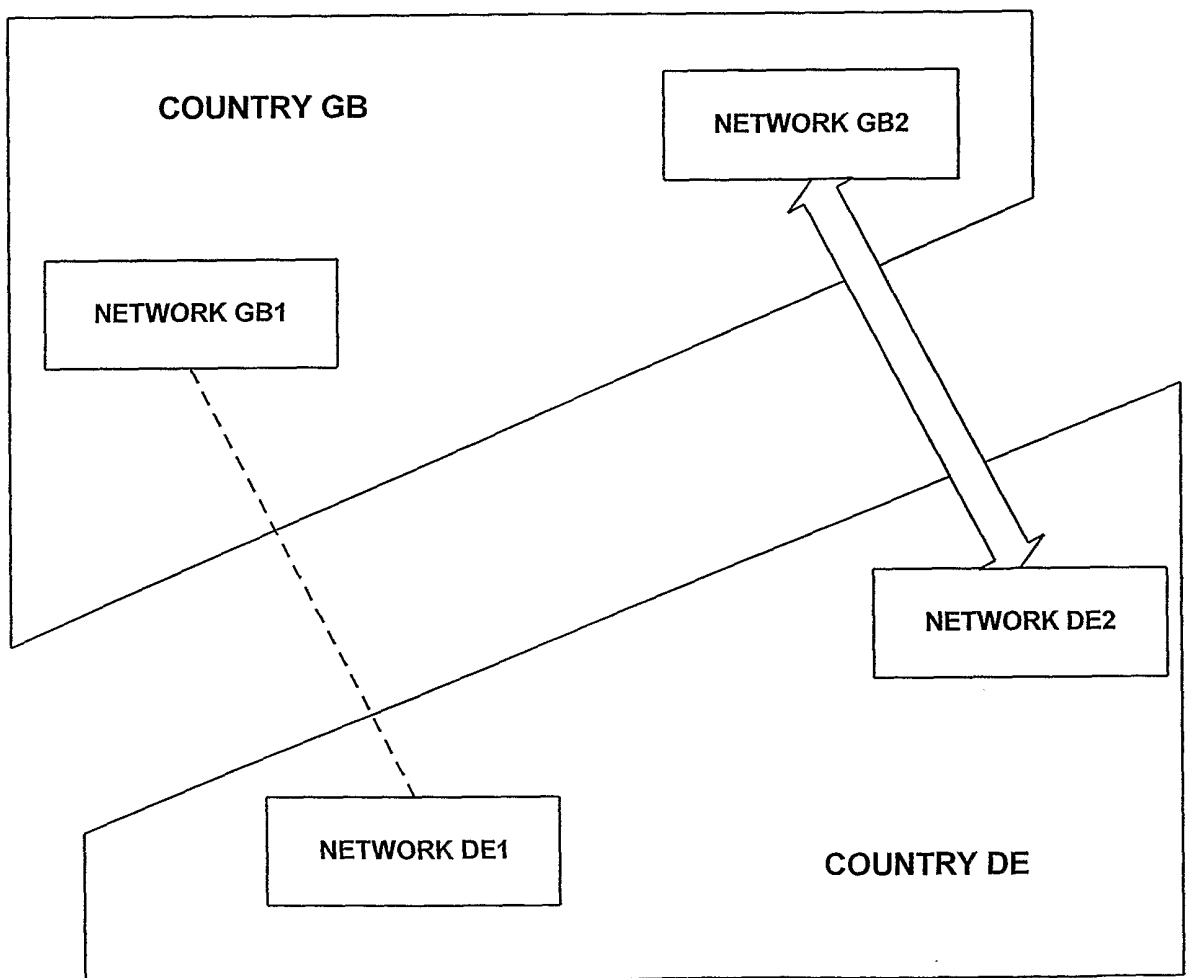 COUNTRY GB
NETWORK GB2
NETWORK GB1
NETWORK DE2
NETWORK DE1
COUNTRY DE